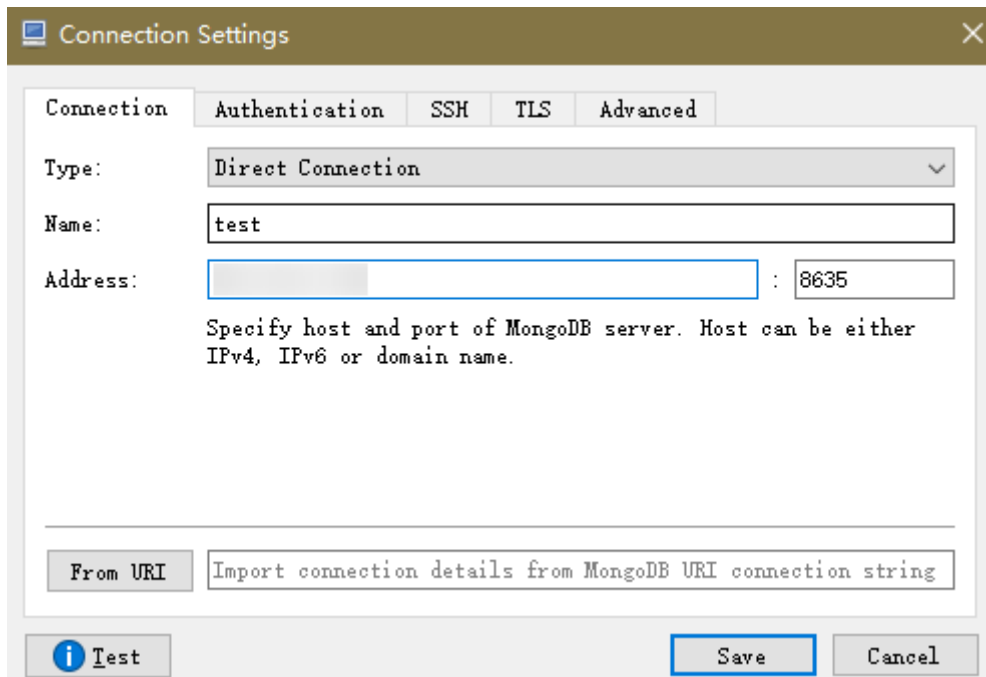 Connection Settings
Connection Authentication SSH TLS Advanced
Type: Direct Connection
Name: test
Address: : 8635
Specify host and port of MongoDB server. Host can be either
IPv4, IPv6 or domain name.
From URI Import connection details from MongoDB URI connection string
Test Save Cancel